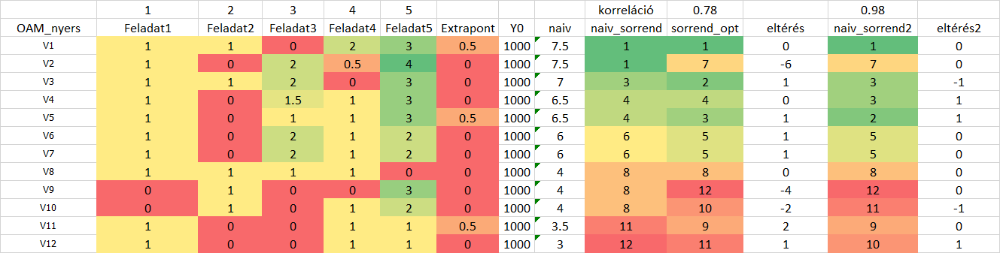 1 2 3 4 5 korreláció 0.78 0.98
OAM_nyers Feladat1 Feladat2 Feladat3 Feladat4 Feladat5 Extrapont Y0 naiv naiv_sorrend sorrend_opt eltérés naiv_sorrend2 eltérés2
V1 1 1 0 2 3 0.5 1000 7.5 1 1 0 1 0
V2 1 0 2 0.5 4 0 1000 7.5 1 7 -6 7 0
V3 1 1 2 0 3 0 1000 7 3 2 1 3 -1
V4 1 0 1.5 1 3 0 1000 6.5 4 4 0 3 1
V5 1 0 1 1 3 0.5 1000 6.5 4 3 1 2 1
V6 1 0 2 1 2 0 1000 6 6 5 1 5 0
V7 1 0 2 1 2 0 1000 6 6 5 1 5 0
V8 1 1 1 1 0 0 1000 4 8 8 0 8 0
V9 0 1 0 0 3 0 1000 4 8 12 -4 12 0
V10 0 1 0 1 2 0 1000 4 8 10 -2 11 -1
V11 1 0 0 1 1 0.5 1000 3.5 11 9 2 9 0
V12 1 0 0 1 1 0 1000 3 12 11 1 10 1